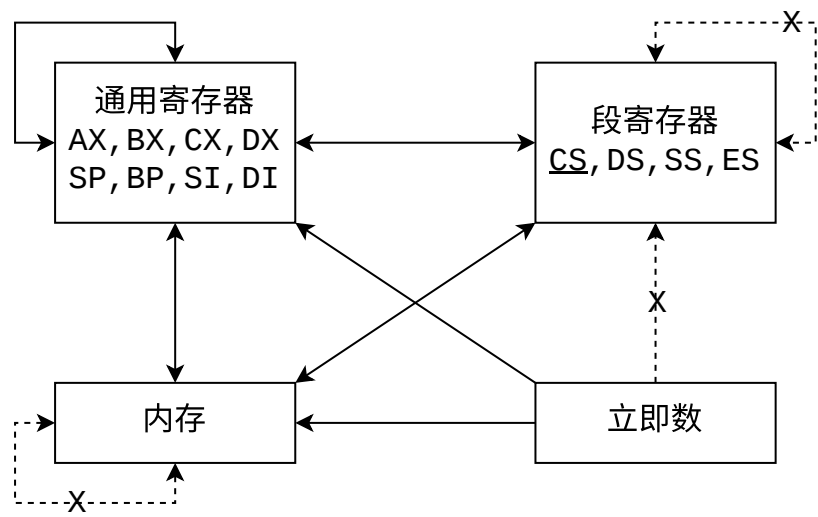 X
通用寄存器
AX,BX,CX,DX
SP,BP,SI,DI
段寄存器
CS,DS,SS,ES
X
内存
立即数
X